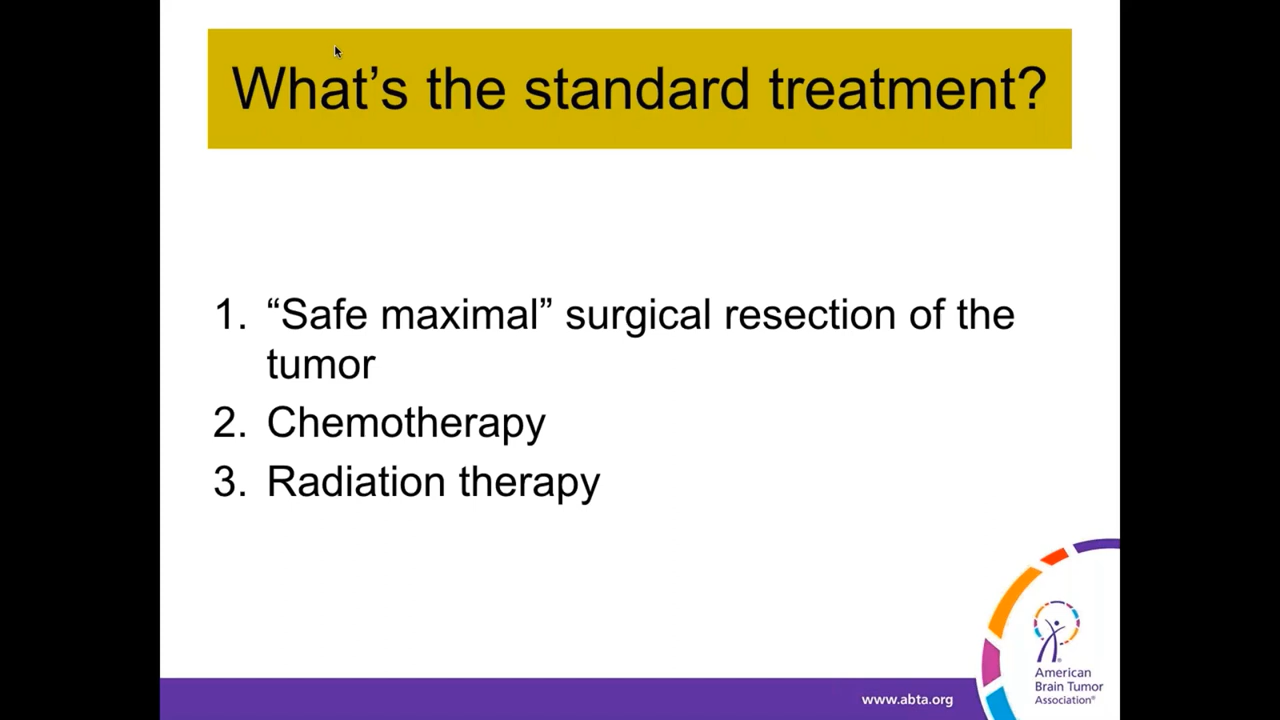 What’s the standard treatment?
1. “Safe maximal” surgical resection of the
tumor
2. Chemotherapy
3. Radiation therapy
www.abta.org
American
Brain Tumor
Association®